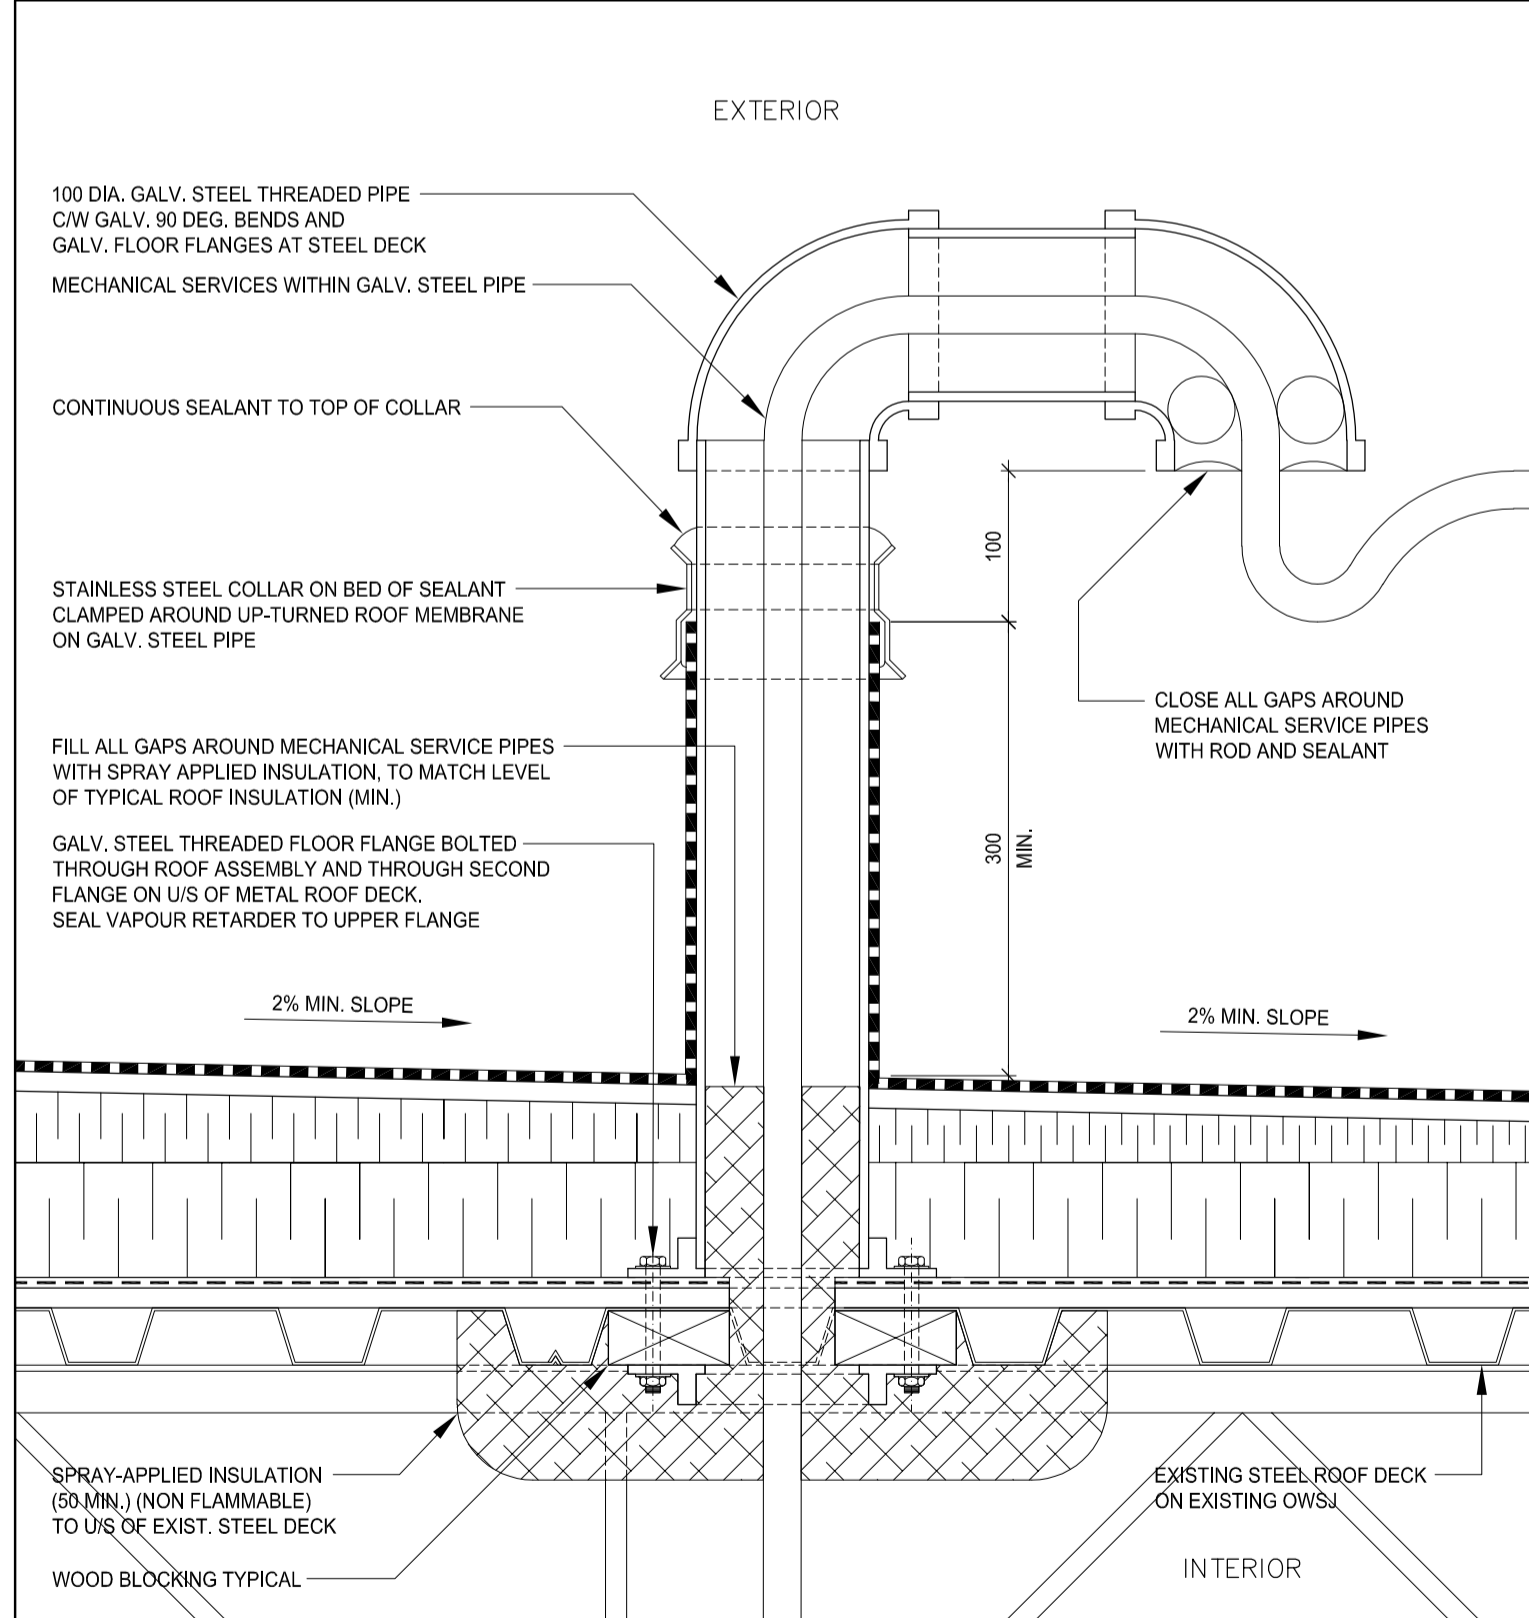 EXTERIOR
100 DIA. GALV. STEEL THREADED PIPE
C/W GALV. 90 DEG. BENDS AND
GALV. FLOOR FLANGES AT STEEL DECK
MECHANICAL SERVICES WITHIN GALV. STEEL PIPE
CONTINUOUS SEALANT TO TOP OF COLLAR
100
STAINLESS STEEL COLLAR ON BED OF SEALANT
CLAMPED AROUND UP-TURNED ROOF MEMBRANE
ON GALV. STEEL PIPE
CLOSE ALL GAPS AROUND
MECHANICAL SERVICE PIPES
WITH ROD AND SEALANT
FILL ALL GAPS AROUND MECHANICAL SERVICE PIPES
WITH SPRAY APPLIED INSULATION, TO MATCH LEVEL
OF TYPICAL ROOF INSULATION (MIN.)
300
MIN.
GALV. STEEL THREADED FLOOR FLANGE BOLTED
THROUGH ROOF ASSEMBLY AND THROUGH SECOND
FLANGE ON U/S OF METAL ROOF DECK.
SEAL VAPOUR RETARDER TO UPPER FLANGE
2% MIN. SLOPE
2% MIN. SLOPE
SPRAY-APPLIED INSULATION
(50 MIN.) (NON FLAMMABLE)
TO U/S OF EXIST. STEEL DECK
EXISTING STEEL ROOF DECK
ON EXISTING OWSJ
WOOD BLOCKING TYPICAL
INTERIOR